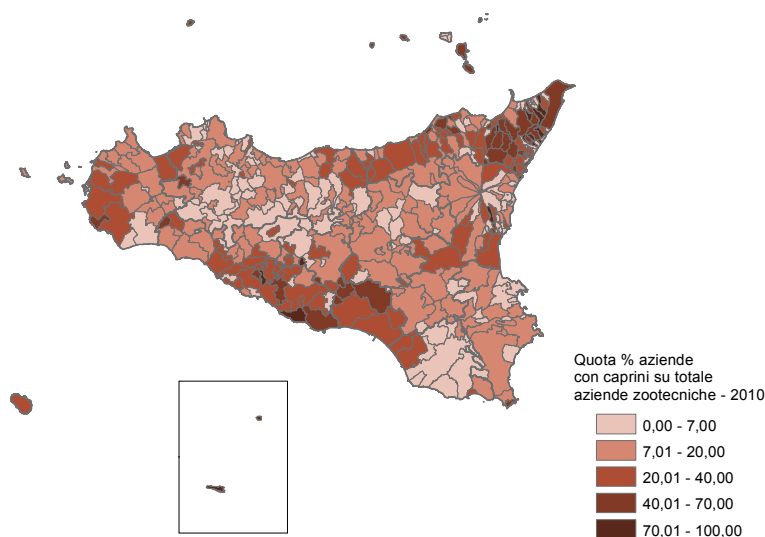 Quota % aziende
con caprini su totale
aziende zootecniche - 2010
0,00 - 7,00
7,01 - 20,00
20,01 - 40,00
40,01 - 70,00
70,01 - 100,00